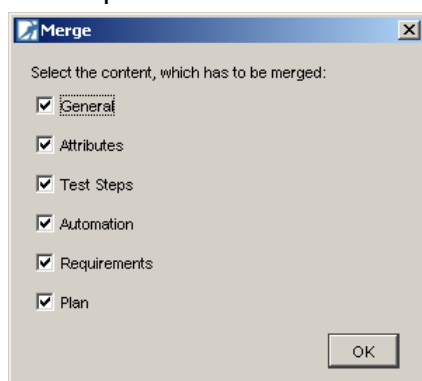 Merge
Select the content, which has to be merged:
General
Attributes
Test Steps
Automation
Requirements
Plan
OK